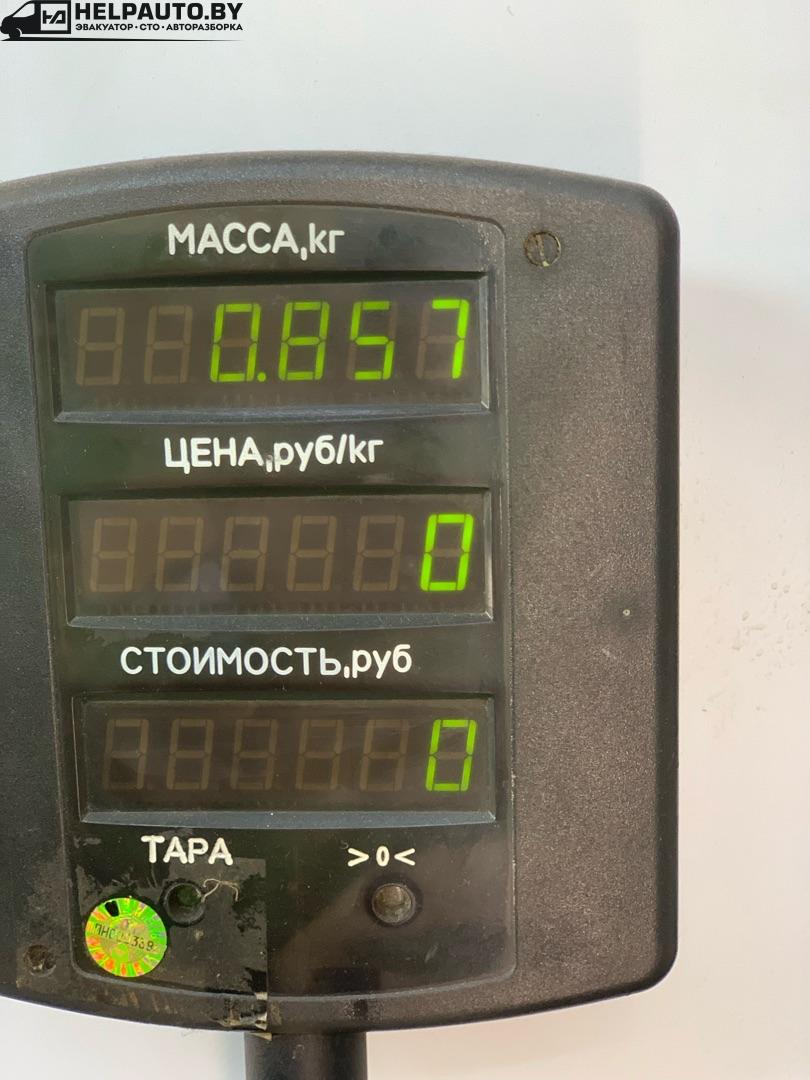 HELPAUTO.BY
ЭВАКУАТОР • СТО • АВТОРАЗБОРКА
МАССА,кг
0.857
ЦЕНА,руб/кг
0
СТОИМОСТЬ,руб
0
ТАРА >0<